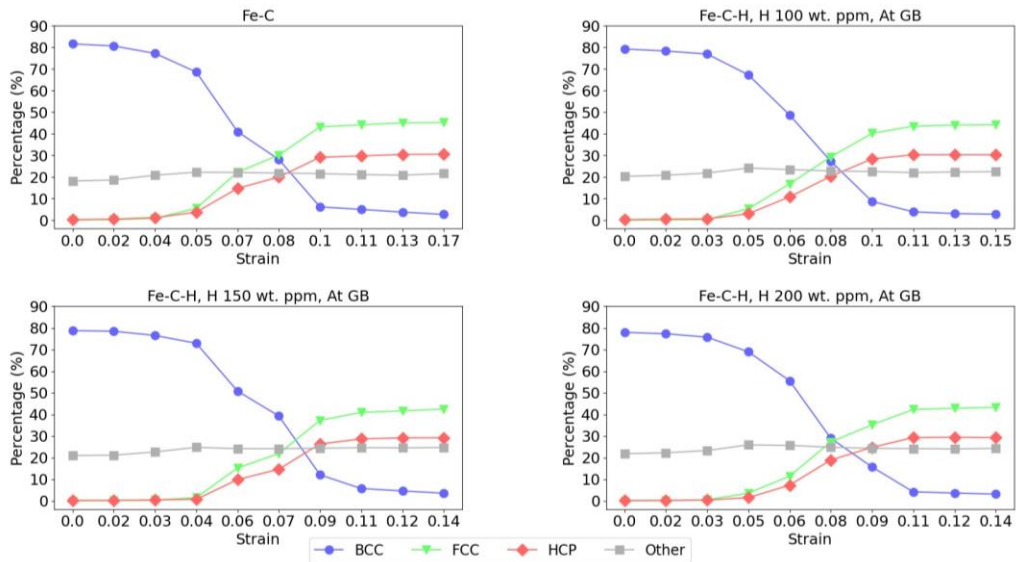 Fe-C
Percentage (%)
90
80
70
60
50
40
30
20
10
0
0.0 0.02 0.04 0.05 0.07 0.08 0.1 0.11 0.13 0.17
Strain
Fe-C-H, H 100 wt. ppm, At GB
Percentage (%)
90
80
70
60
50
40
30
20
10
0
0.0 0.02 0.03 0.05 0.06 0.08 0.1 0.11 0.13 0.15
Strain
Fe-C-H, H 150 wt. ppm, At GB
Percentage (%)
90
80
70
60
50
40
30
20
10
0
0.0 0.02 0.03 0.04 0.06 0.07 0.09 0.11 0.12 0.14
Strain
Fe-C-H, H 200 wt. ppm, At GB
Percentage (%)
90
80
70
60
50
40
30
20
10
0
0.0 0.02 0.03 0.05 0.06 0.08 0.09 0.11 0.12 0.14
Strain
BCC FCC HCP Other